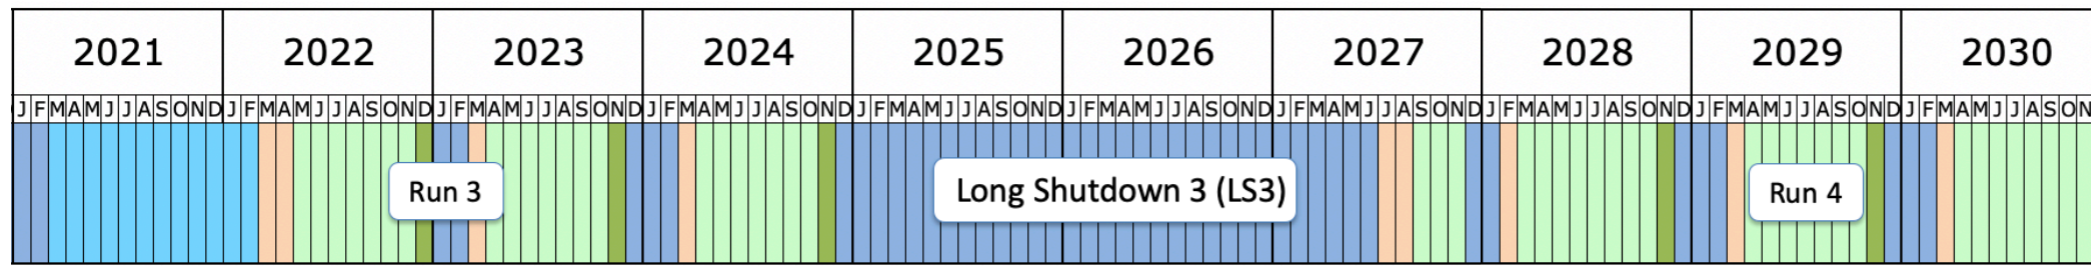 2021 2022 2023 2024 2025 2026 2027 2028 2029 2030
J F M A M J J A S O N D J F M A M J J A S O N D J F M A M J J A S O N D J F M A M J J A S O N D J F M A M J J A S O N D J F M A M J J A S O N D J F M A M J J A S O N D J F M A M J J A S O N D J F M A M J J A S O N D J F M A M J J A S O N
Run 3 Long Shutdown 3 (LS3) Run 4